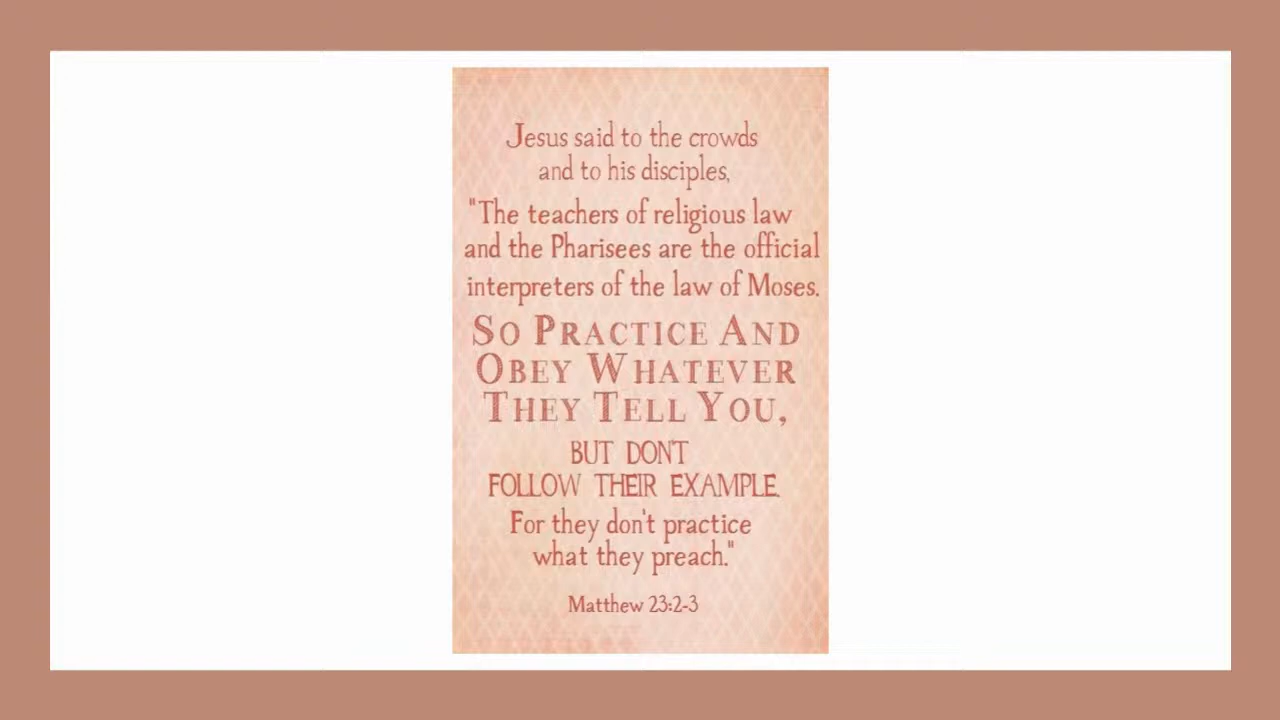 Jesus said to the crowds
and to his disciples,
"The teachers of religious law
and the Pharisees are the official
interpreters of the law of Moses.
So Practice And
Obey Whatever
They Tell You,
BUT DON'T
FOLLOW THEIR EXAMPLE.
For they don't practice
what they preach."
Matthew 23:2-3